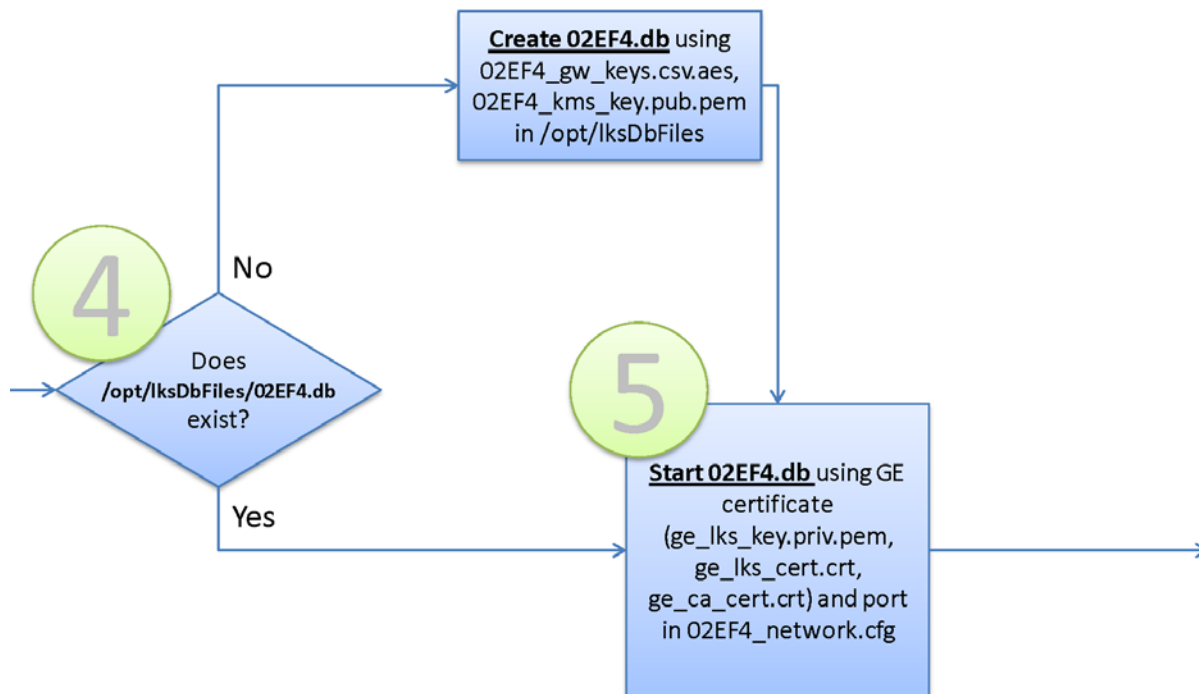 Create 02EF4.db using
02EF4_gw_keys.csv.aes,
02EF4_kms_key.pub.pem
in /opt/lksDbFiles
4
No
Does
/opt/lksDbFiles/02EF4.db
exist?
Yes
5
Start 02EF4.db using GE
certificate
(ge_lks_key.priv.pem,
ge_lks_cert.crt,
ge_ca_cert.crt) and port
in 02EF4_network.cfg